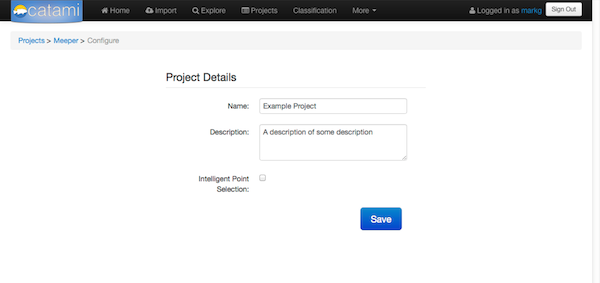 catami Home Import Explore Projects Classification More Logged in as markg Sign Out
Projects > Meeper > Configure
Project Details
Name: Example Project
Description: A description of some description
Intelligent Point
Selection:
Save